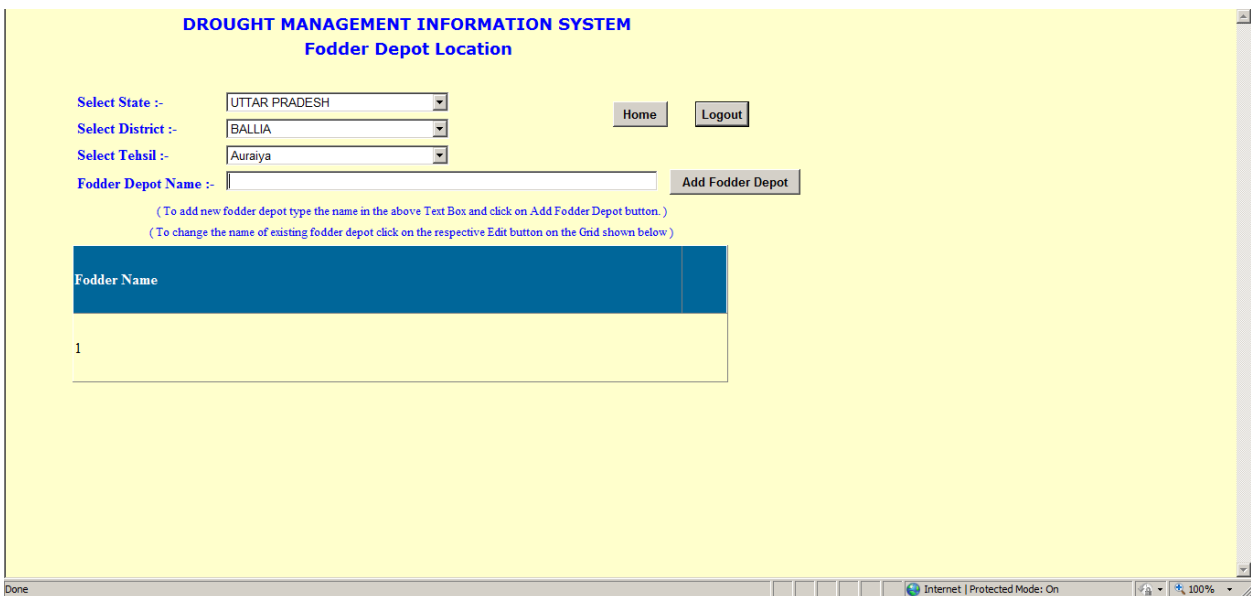 DROUGHT MANAGEMENT INFORMATION SYSTEM
Fodder Depot Location
Select State :- UTTAR PRADESH
Home Logout
Select District :- BALLIA
Select Tehsil :- Auraiya
Fodder Depot Name :- Add Fodder Depot
( To add new fodder depot type the name in the above Text Box and click on Add Fodder Depot button. )
( To change the name of existing fodder depot click on the respective Edit button on the Grid shown below )
Fodder Name
1
Done Internet | Protected Mode: On 100%